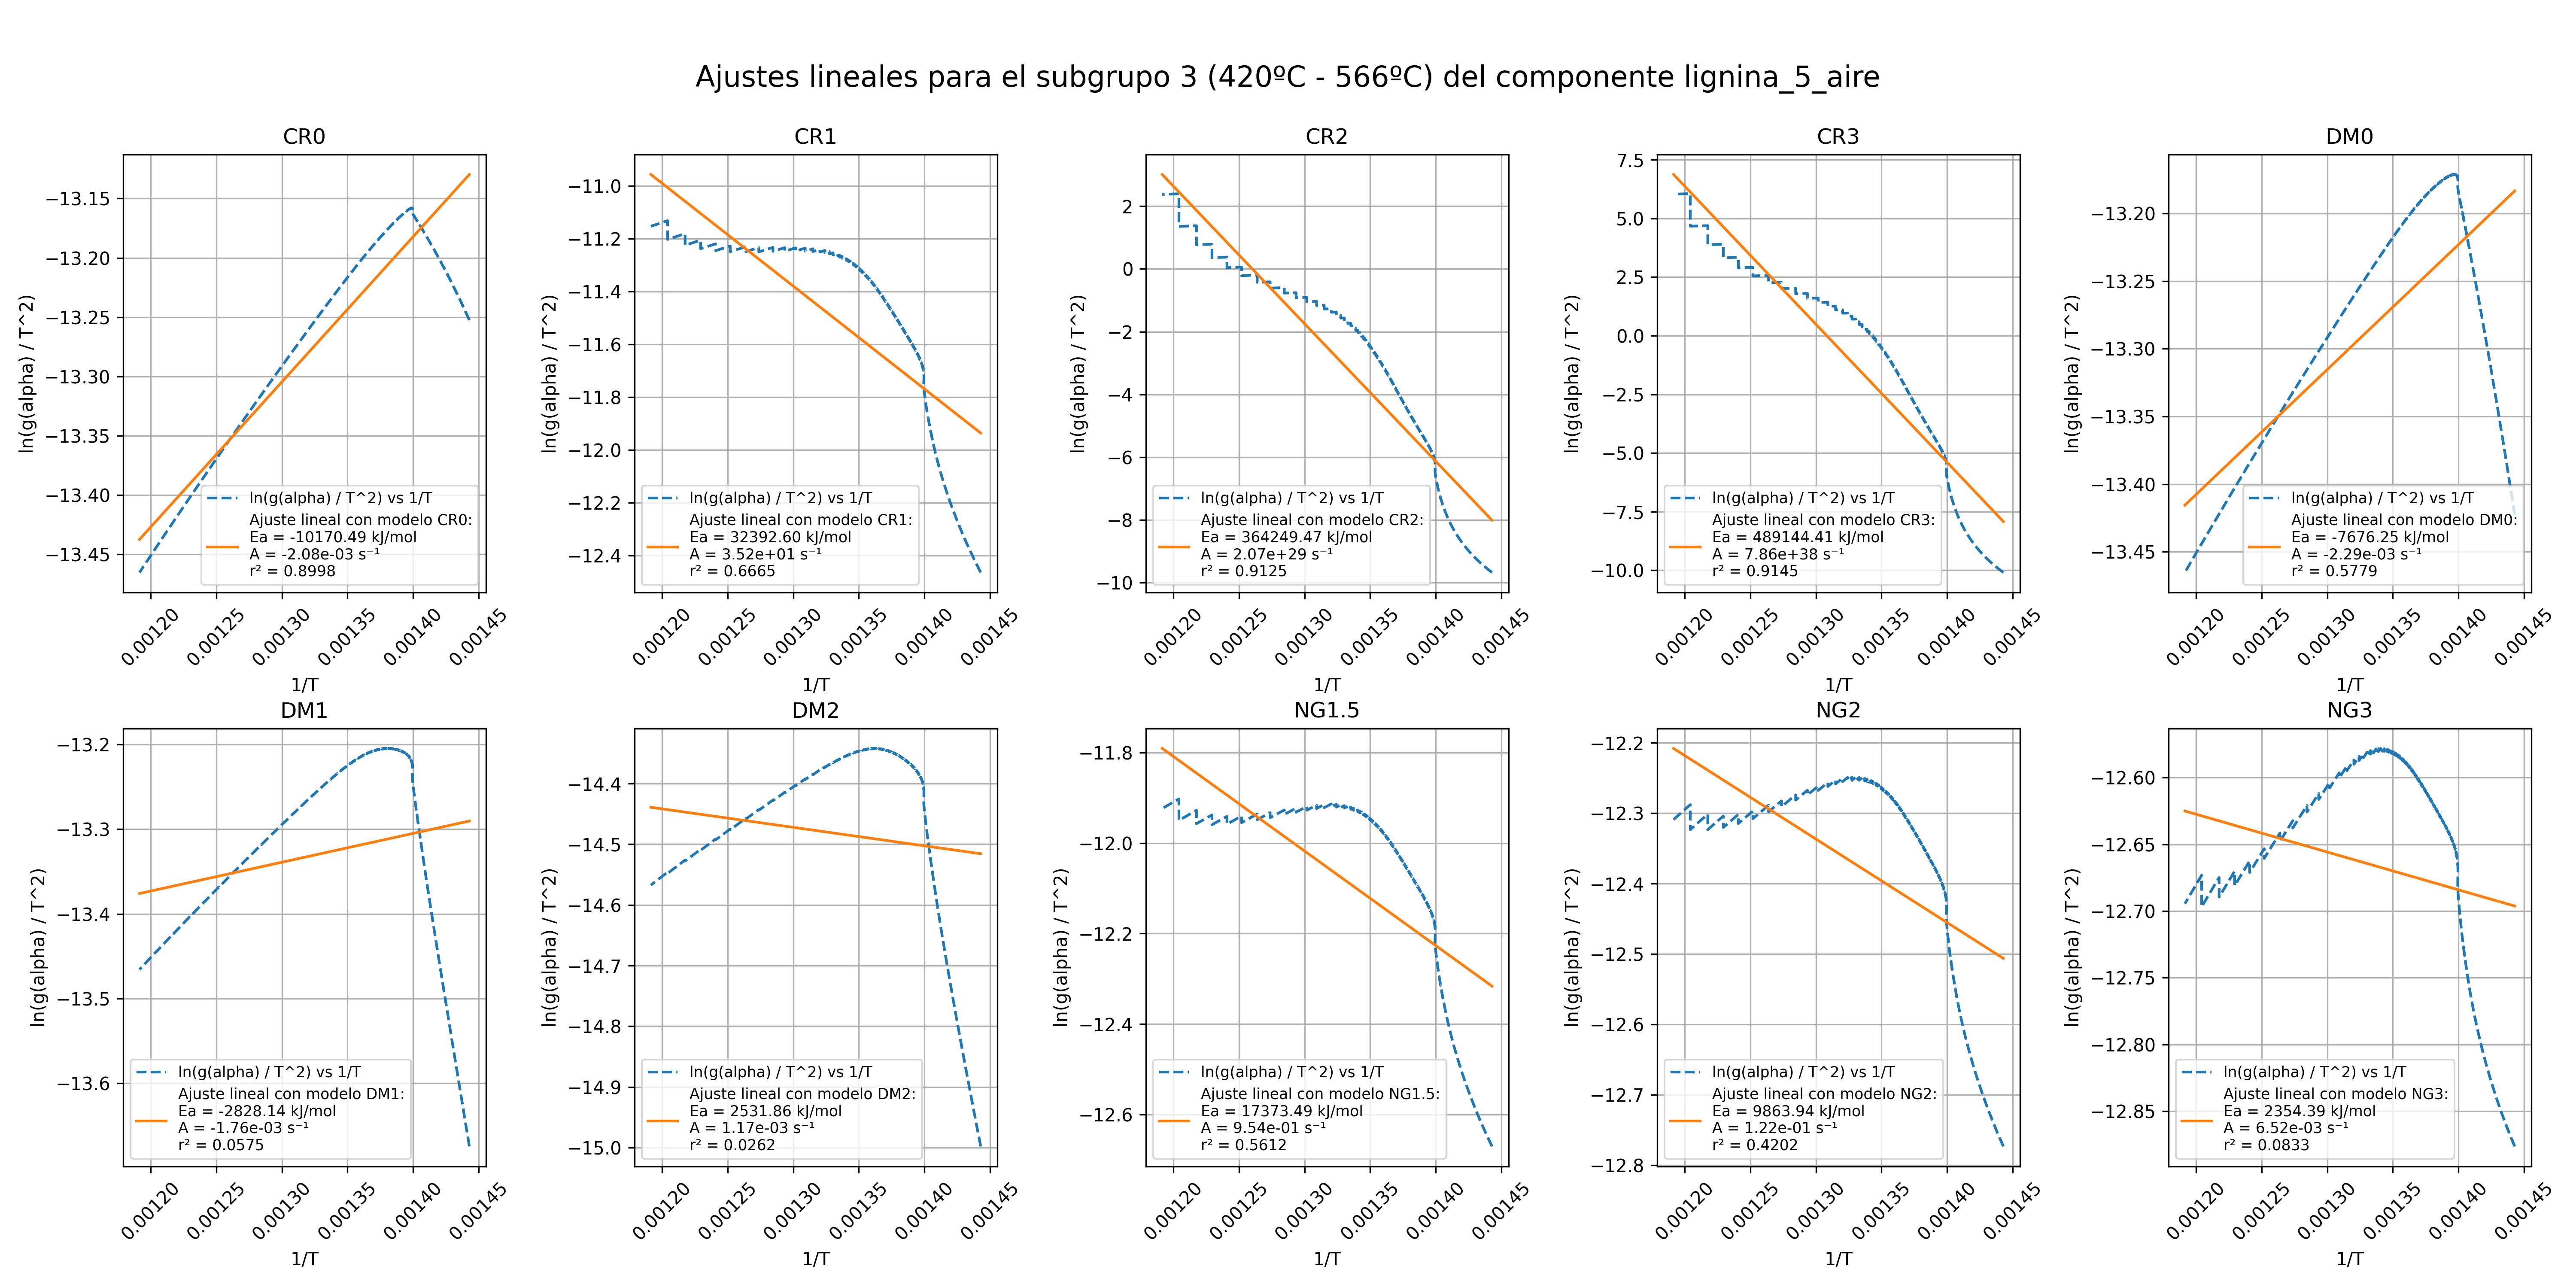 Ajustes lineales para el subgrupo 3 (420ºC - 566ºC) del componente lignina_5_aire
CR0
ln(g(alpha) / T^2)
−13.15
−13.20
−13.25
−13.30
−13.35
−13.40
−13.45
ln(g(alpha) / T^2) vs 1/T
Ajuste lineal con modelo CR0:
Ea = -10170.49 kJ/mol
A = -2.08e-03 s⁻¹
r² = 0.8998
0.00120
0.00125
0.00130
0.00135
0.00140
0.00145
1/T
CR1
ln(g(alpha) / T^2)
−11.0
−11.2
−11.4
−11.6
−11.8
−12.0
−12.2
−12.4
ln(g(alpha) / T^2) vs 1/T
Ajuste lineal con modelo CR1:
Ea = 32392.60 kJ/mol
A = 3.52e+01 s⁻¹
r² = 0.6665
0.00120
0.00125
0.00130
0.00135
0.00140
0.00145
1/T
CR2
ln(g(alpha) / T^2)
2
0
−2
−4
−6
−8
−10
ln(g(alpha) / T^2) vs 1/T
Ajuste lineal con modelo CR2:
Ea = 364249.47 kJ/mol
A = 2.07e+29 s⁻¹
r² = 0.9125
0.00120
0.00125
0.00130
0.00135
0.00140
0.00145
1/T
CR3
ln(g(alpha) / T^2)
7.5
5.0
2.5
0.0
−2.5
−5.0
−7.5
−10.0
ln(g(alpha) / T^2) vs 1/T
Ajuste lineal con modelo CR3:
Ea = 489144.41 kJ/mol
A = 7.86e+38 s⁻¹
r² = 0.9145
0.00120
0.00125
0.00130
0.00135
0.00140
0.00145
1/T
DM0
ln(g(alpha) / T^2)
−13.20
−13.25
−13.30
−13.35
−13.40
−13.45
ln(g(alpha) / T^2) vs 1/T
Ajuste lineal con modelo DM0:
Ea = -7676.25 kJ/mol
A = -2.29e-03 s⁻¹
r² = 0.5779
0.00120
0.00125
0.00130
0.00135
0.00140
0.00145
1/T
DM1
ln(g(alpha) / T^2)
−13.2
−13.3
−13.4
−13.5
−13.6
ln(g(alpha) / T^2) vs 1/T
Ajuste lineal con modelo DM1:
Ea = -2828.14 kJ/mol
A = -1.76e-03 s⁻¹
r² = 0.0575
0.00120
0.00125
0.00130
0.00135
0.00140
0.00145
1/T
DM2
ln(g(alpha) / T^2)
−14.4
−14.5
−14.6
−14.7
−14.8
−14.9
−15.0
ln(g(alpha) / T^2) vs 1/T
Ajuste lineal con modelo DM2:
Ea = 2531.86 kJ/mol
A = 1.17e-03 s⁻¹
r² = 0.0262
0.00120
0.00125
0.00130
0.00135
0.00140
0.00145
1/T
NG1.5
ln(g(alpha) / T^2)
−11.8
−12.0
−12.2
−12.4
−12.6
ln(g(alpha) / T^2) vs 1/T
Ajuste lineal con modelo NG1.5:
Ea = 17373.49 kJ/mol
A = 9.54e-01 s⁻¹
r² = 0.5612
0.00120
0.00125
0.00130
0.00135
0.00140
0.00145
1/T
NG2
ln(g(alpha) / T^2)
−12.2
−12.3
−12.4
−12.5
−12.6
−12.7
−12.8
ln(g(alpha) / T^2) vs 1/T
Ajuste lineal con modelo NG2:
Ea = 9863.94 kJ/mol
A = 1.22e-01 s⁻¹
r² = 0.4202
0.00120
0.00125
0.00130
0.00135
0.00140
0.00145
1/T
NG3
ln(g(alpha) / T^2)
−12.60
−12.65
−12.70
−12.75
−12.80
−12.85
ln(g(alpha) / T^2) vs 1/T
Ajuste lineal con modelo NG3:
Ea = 2354.39 kJ/mol
A = 6.52e-03 s⁻¹
r² = 0.0833
0.00120
0.00125
0.00130
0.00135
0.00140
0.00145
1/T